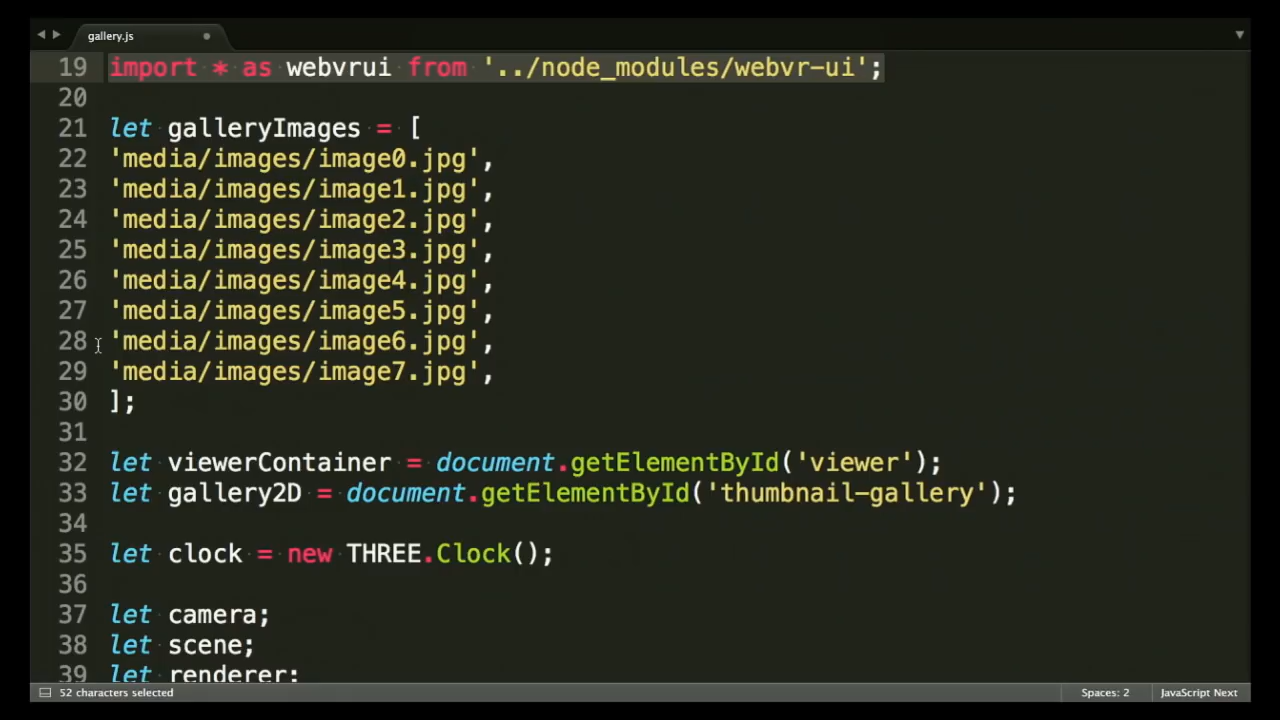 gallery.js
19 import * as webvrui from '../node_modules/webvr-ui';
20
21 let galleryImages = [
22 'media/images/image0.jpg',
23 'media/images/image1.jpg',
24 'media/images/image2.jpg',
25 'media/images/image3.jpg',
26 'media/images/image4.jpg',
27 'media/images/image5.jpg',
28 'media/images/image6.jpg',
29 'media/images/image7.jpg',
30 ];
31
32 let viewerContainer = document.getElementById('viewer');
33 let gallery2D = document.getElementById('thumbnail-gallery');
34
35 let clock = new THREE.Clock();
36
37 let camera;
38 let scene;
39 let renderer;
52 characters selected Spaces: 2 JavaScript Next